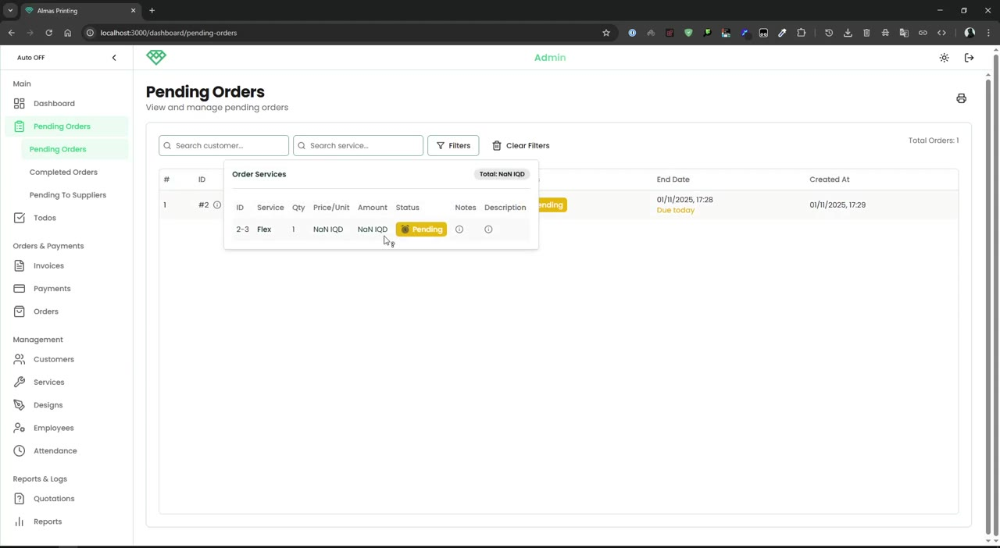 Almas Printing
localhost:3000/dashboard/pending-orders
Auto OFF
Admin
Main
Dashboard
Pending Orders
Pending Orders
Completed Orders
Pending To Suppliers
Todos
Orders & Payments
Invoices
Payments
Orders
Management
Customers
Services
Designs
Employees
Attendance
Reports & Logs
Quotations
Reports
Pending Orders
View and manage pending orders
Search customer...
Search service...
Filters
Clear Filters
Total Orders: 1
# ID End Date Created At
1 #2 01/11/2025, 17:28 01/11/2025, 17:29
Due today
Order Services Total: NaN IQD
ID Service Qty Price/Unit Amount Status Notes Description
2-3 Flex 1 NaN IQD NaN IQD Pending